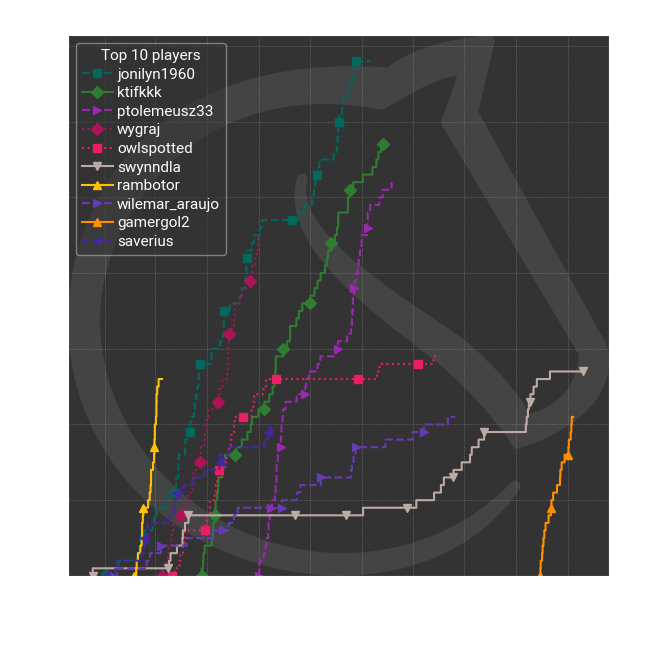 Top 10 players
jonilyn1960
ktifkkk
ptolemeusz33
wygraj
owlspotted
swynndla
rambotor
wilemar_araujo
gamergol2
saverius